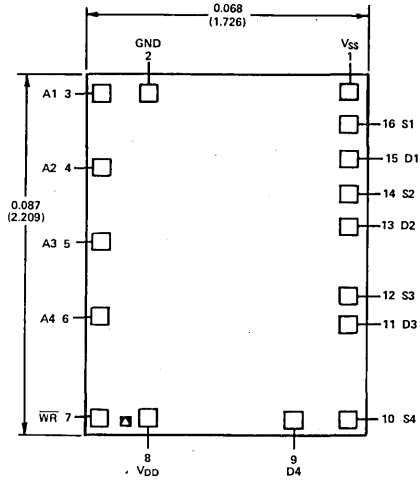 0.068
(1.726)
GND
2
VSS
1
A1 3
16 S1
15 D1
A2 4
14 S2
0.087
(2.209)
13 D2
A3 5
12 S3
A4 6
11 D3
WR 7
10 S4
8
VDD
9
D4